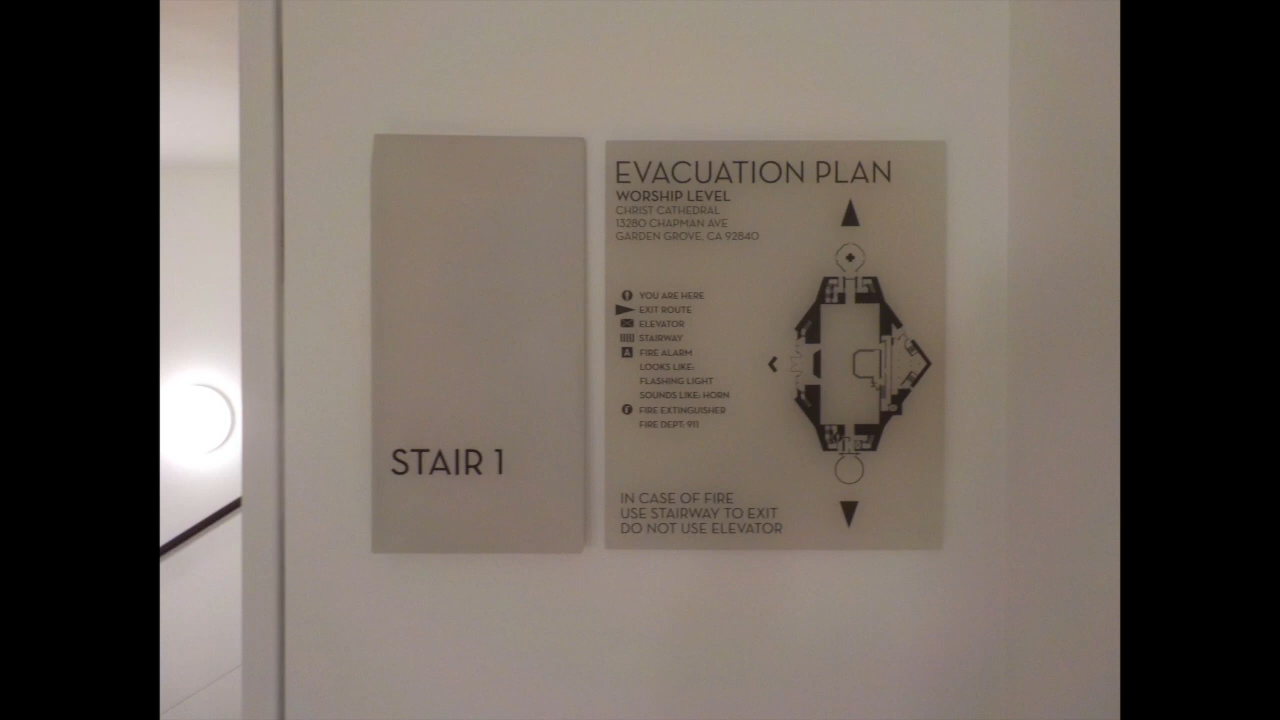 STAIR 1
EVACUATION PLAN
WORSHIP LEVEL
CHRIST CATHEDRAL
13280 CHAPMAN AVE
GARDEN GROVE, CA 92840
YOU ARE HERE
EXIT ROUTE
ELEVATOR
STAIRWAY
A FIRE ALARM
LOOKS LIKE:
FLASHING LIGHT
SOUNDS LIKE: HORN
FIRE EXTINGUISHER
FIRE DEPT: 911
IN CASE OF FIRE
USE STAIRWAY TO EXIT
DO NOT USE ELEVATOR